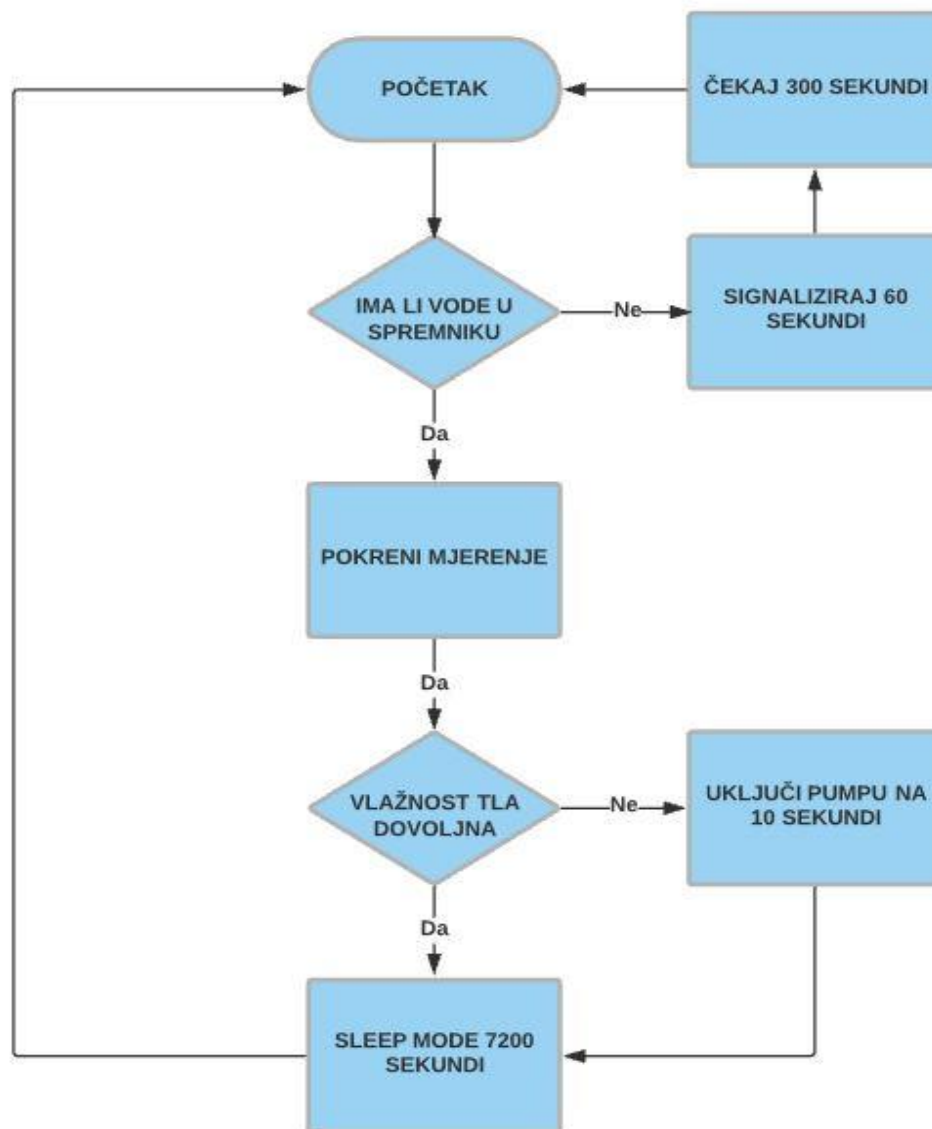 POČETAK
ČEKAJ 300 SEKUNDI
IMA LI VODE U
SPREMNIKU
Ne
SIGNALIZIRAJ 60
SEKUNDI
Da
POKRENI MJERENJE
Da
VLAŽNOST TLA
DOVOLJNA
Ne
UKLJUČI PUMPU NA
10 SEKUNDI
Da
SLEEP MODE 7200
SEKUNDI